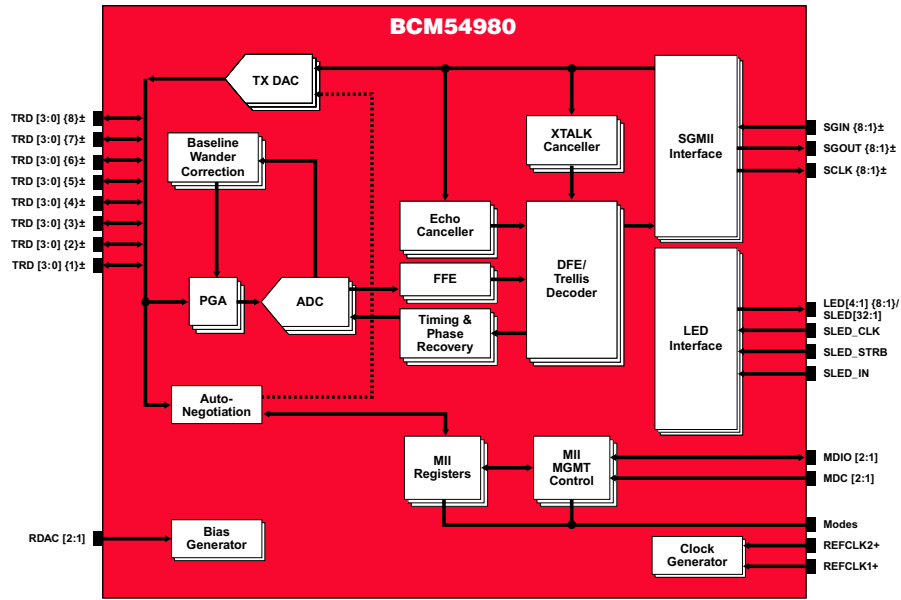 BCM54980
TX DAC
TRD [3:0] {8}±
TRD [3:0] {7}±
TRD [3:0] {6}±
TRD [3:0] {5}±
TRD [3:0] {4}±
TRD [3:0] {3}±
TRD [3:0] {2}±
TRD [3:0] {1}±
Baseline
Wander
Correction
XTALK
Canceller
SGMII
Interface
SGIN {8:1}±
SGOUT {8:1}±
SCLK {8:1}±
Echo
Canceller
FFE
Timing &
Phase
Recovery
DFE/
Trellis
Decoder
PGA
ADC
LED
Interface
LED[4:1] {8:1}/
SLED[32:1]
SLED_CLK
SLED_STRB
SLED_IN
Auto-
Negotiation
MII
Registers
MII
MGMT
Control
MDIO [2:1]
MDC [2:1]
Modes
RDAC [2:1]
Bias
Generator
Clock
Generator
REFCLK2+
REFCLK1+